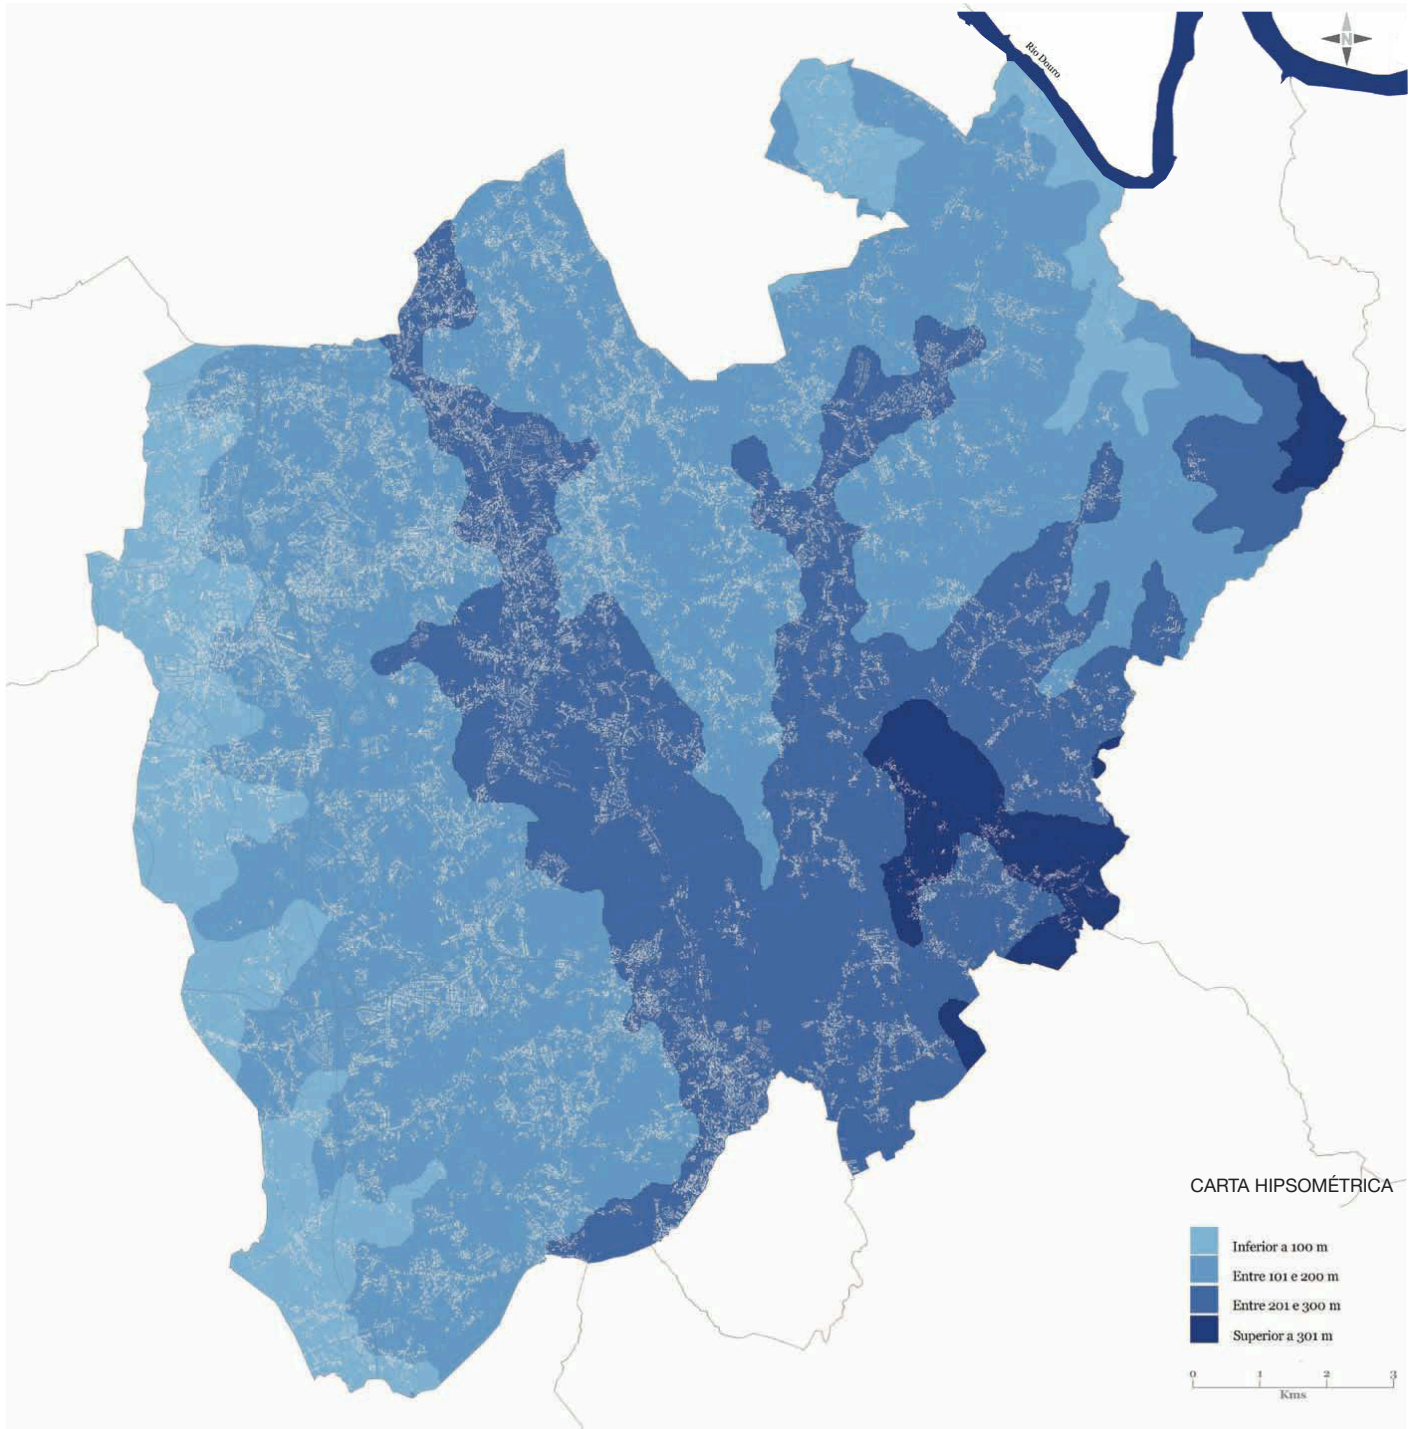 Rio Douro
N
CARTA HIPSOMÉTRICA
Inferior a 100 m
Entre 101 e 200 m
Entre 201 e 300 m
Superior a 301 m
0 1 2 3
Kms